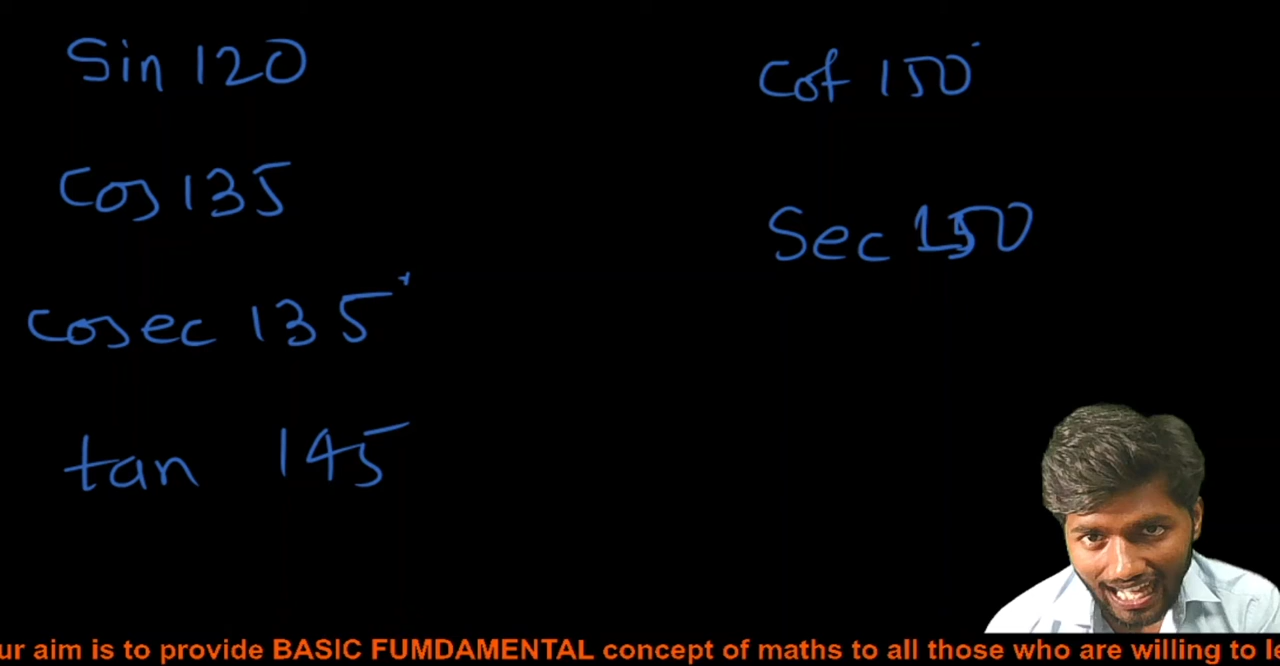 Sin 120
Cos 135
Cosec 135°
tan 145
Cot 150°
Sec 150
ur aim is to provide BASIC FUMDAMENTAL concept of maths to all those who are willing to le